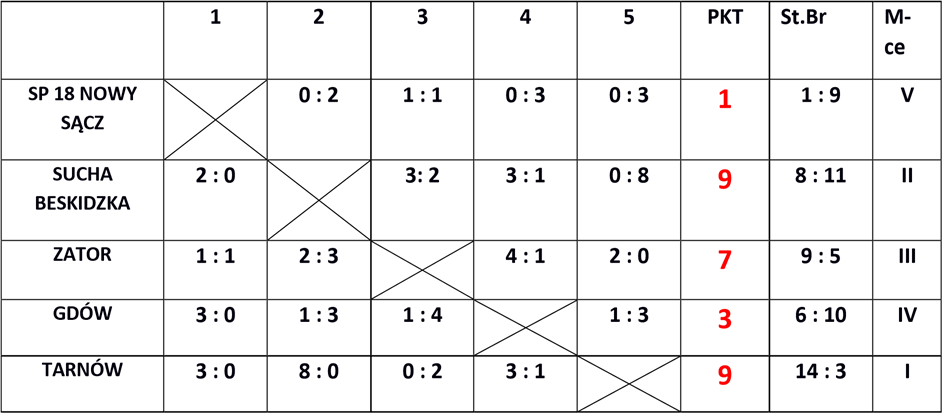 1 2 3 4 5 PKT St.Br M-
ce
SP 18 NOWY
SĄCZ
0 : 2 1 : 1 0 : 3 0 : 3 1 1 : 9 V
SUCHA
BESKIDZKA
2 : 0 3: 2 3 : 1 0 : 8 9 8 : 11 II
ZATOR 1 : 1 2 : 3 4 : 1 2 : 0 7 9 : 5 III
GDÓW 3 : 0 1 : 3 1 : 4 1 : 3 3 6 : 10 IV
TARNÓW 3 : 0 8 : 0 0 : 2 3 : 1 9 14 : 3 I